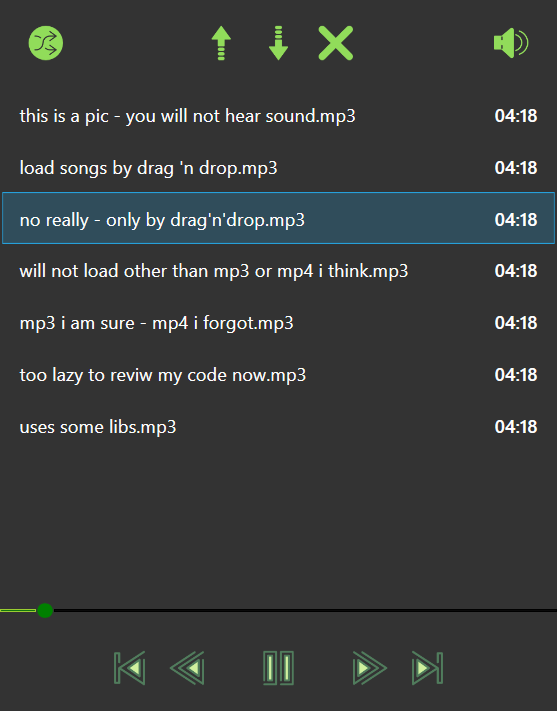 this is a pic - you will not hear sound.mp3 04:18
load songs by drag 'n drop.mp3 04:18
no really - only by drag'n'drop.mp3 04:18
will not load other than mp3 or mp4 i think.mp3 04:18
mp3 i am sure - mp4 i forgot.mp3 04:18
too lazy to reviw my code now.mp3 04:18
uses some libs.mp3 04:18